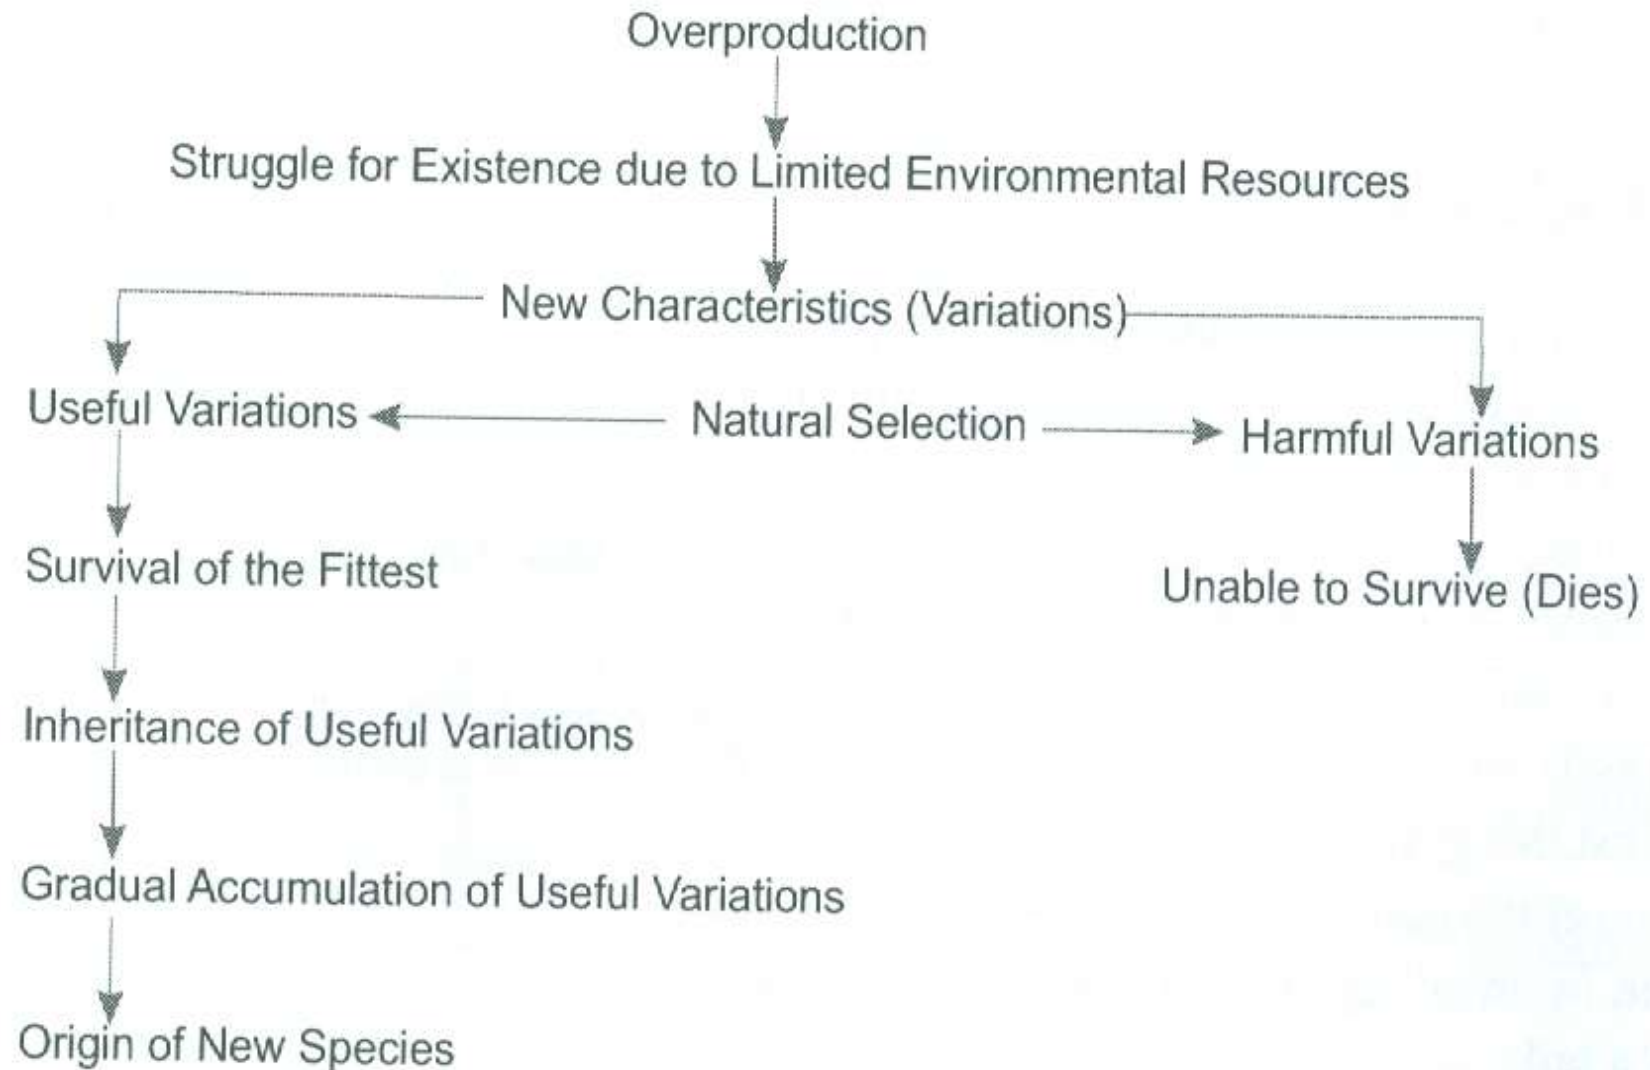 Overproduction
Struggle for Existence due to Limited Environmental Resources
New Characteristics (Variations)
Useful Variations
Natural Selection
Harmful Variations
Survival of the Fittest
Unable to Survive (Dies)
Inheritance of Useful Variations
Gradual Accumulation of Useful Variations
Origin of New Species